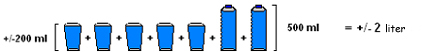 +/-200 ml [ + + + + + + + ] 500 ml = +/- 2 liter